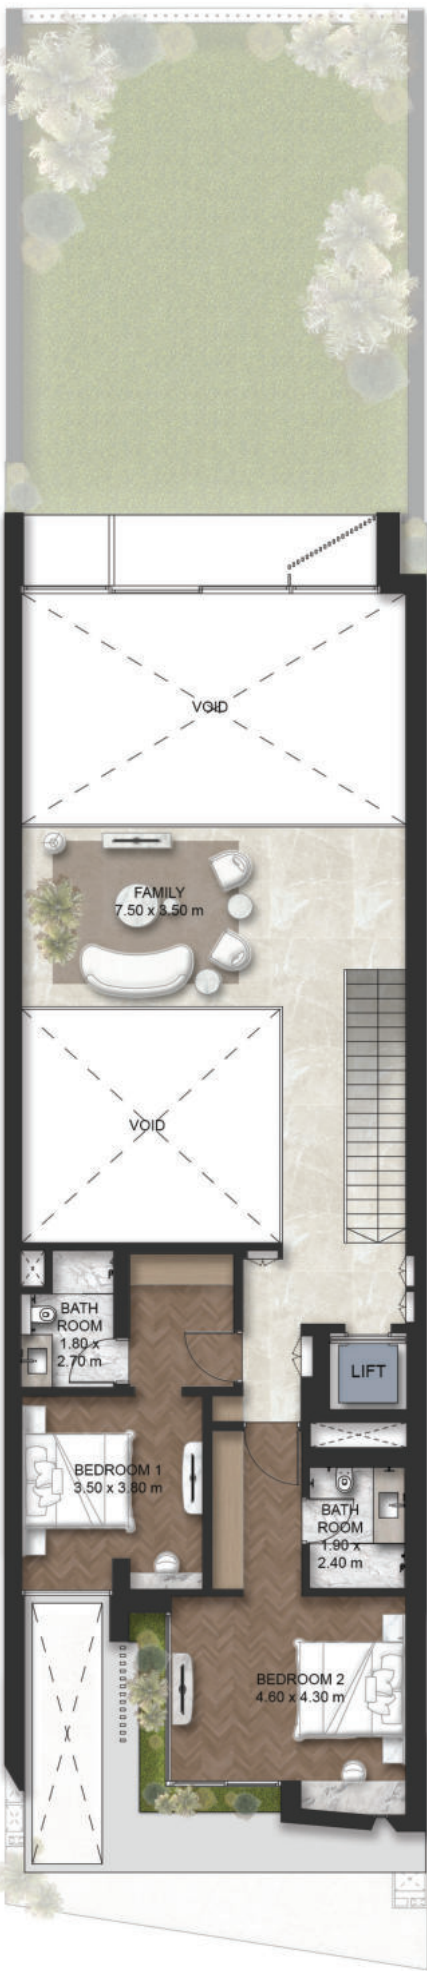 VOID
FAMILY
7.50 x 3.50 m
VOID
BATH
ROOM
1.80 x
2.70 m
LIFT
BEDROOM 1
3.50 x 3.80 m
BATH
ROOM
1.90 x
2.40 m
BEDROOM 2
4.60 x 4.30 m